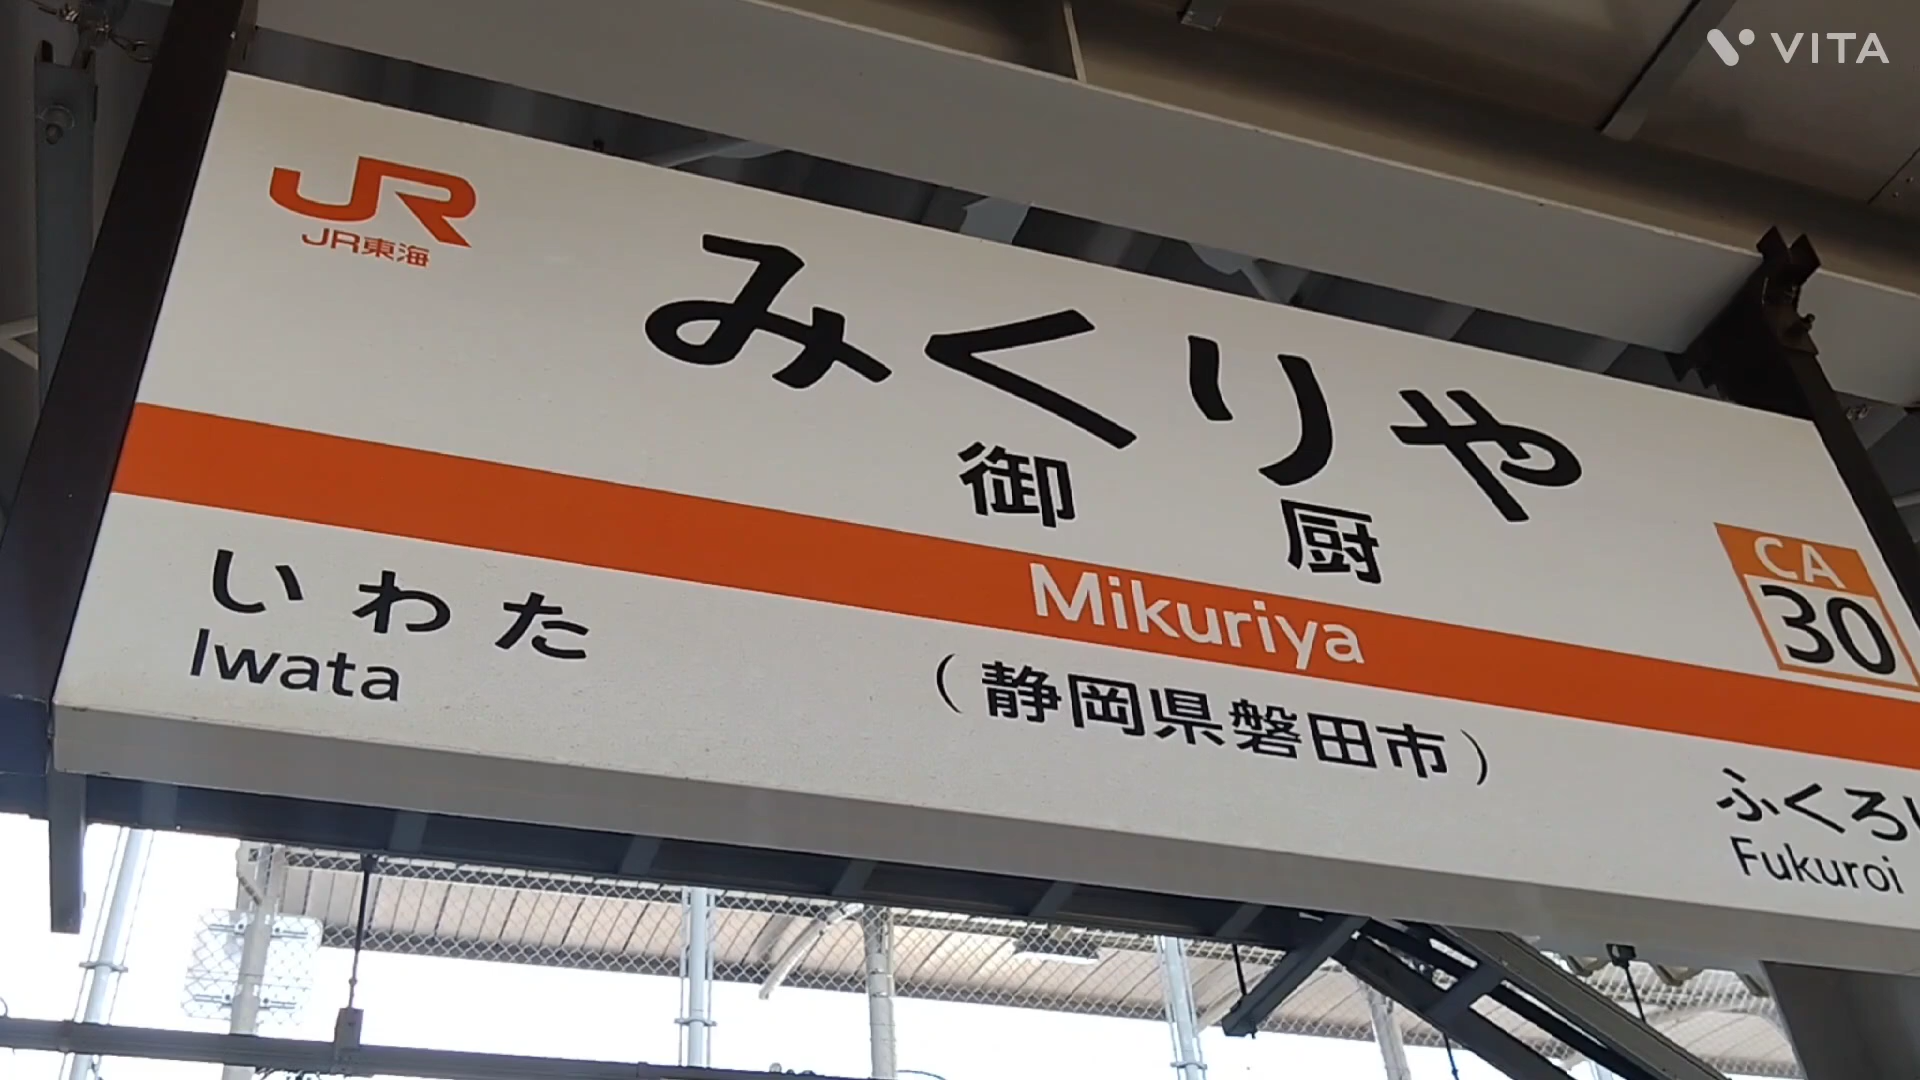 VITA
JR
JR東海
みくりや
御厨
CA
30
Mikuriya
いわた
Iwata
(静岡県磐田市)
ふくろい
Fukuroi